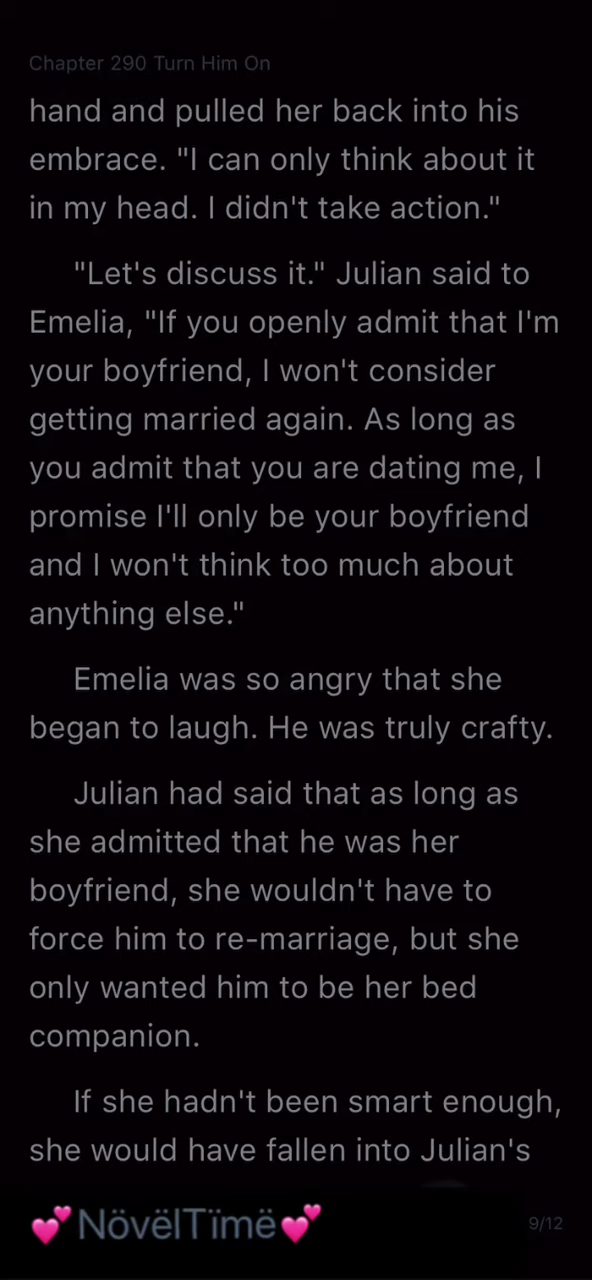 Chapter 290 Turn Him On
hand and pulled her back into his
embrace. "I can only think about it
in my head. I didn't take action."
"Let's discuss it." Julian said to
Emelia, "If you openly admit that I'm
your boyfriend, I won't consider
getting married again. As long as
you admit that you are dating me, I
promise I'll only be your boyfriend
and I won't think too much about
anything else."
Emelia was so angry that she
began to laugh. He was truly crafty.
Julian had said that as long as
she admitted that he was her
boyfriend, she wouldn't have to
force him to re-marriage, but she
only wanted him to be her bed
companion.
If she hadn't been smart enough,
she would have fallen into Julian's
💕NövëlTïmë💕
9/12